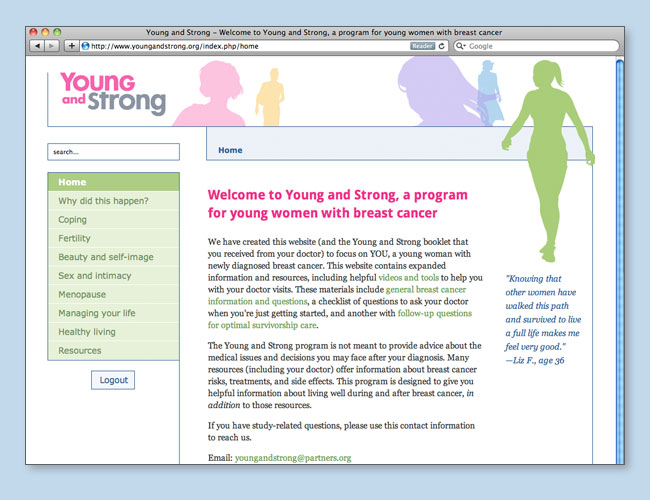 Young and Strong – Welcome to Young and Strong, a program for young women with breast cancer
http://www.youngandstrong.org/index.php/home
Reader
Google
Young
and Strong
search...
Home
Home
Why did this happen?
Coping
Fertility
Beauty and self-image
Sex and intimacy
Menopause
Managing your life
Healthy living
Resources
Logout
Welcome to Young and Strong, a program
for young women with breast cancer
We have created this website (and the Young and Strong booklet that
you received from your doctor) to focus on YOU, a young woman with
newly diagnosed breast cancer. This website contains expanded
information and resources, including helpful videos and tools to help you
with your doctor visits. These materials include general breast cancer
information and questions, a checklist of questions to ask your doctor
when you're just getting started, and another with follow-up questions
for optimal survivorship care.
The Young and Strong program is not meant to provide advice about the
medical issues and decisions you may face after your diagnosis. Many
resources (including your doctor) offer information about breast cancer
risks, treatments, and side effects. This program is designed to give you
helpful information about living well during and after breast cancer, in
addition to those resources.
If you have study-related questions, please use this contact information
to reach us.
Email: youngandstrong@partners.org
"Knowing that
other women have
walked this path
and survived to live
a full life makes me
feel very good."
—Liz F., age 36